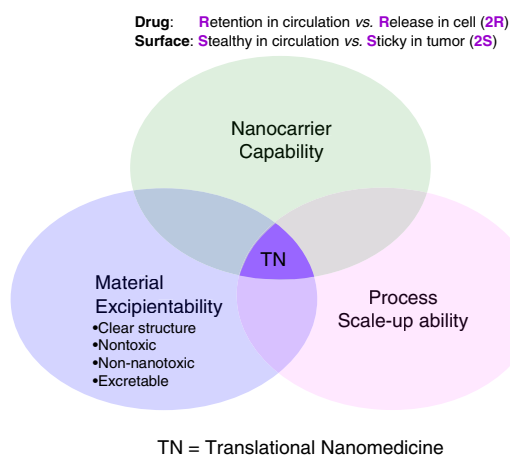 Drug: Retention in circulation vs. Release in cell (2R)
Surface: Stealthy in circulation vs. Sticky in tumor (2S)
Nanocarrier
Capability
TN
Material
Excipientability
•Clear structure
•Nontoxic
•Non-nanotoxic
•Excretable
Process
Scale-up ability
TN = Translational Nanomedicine